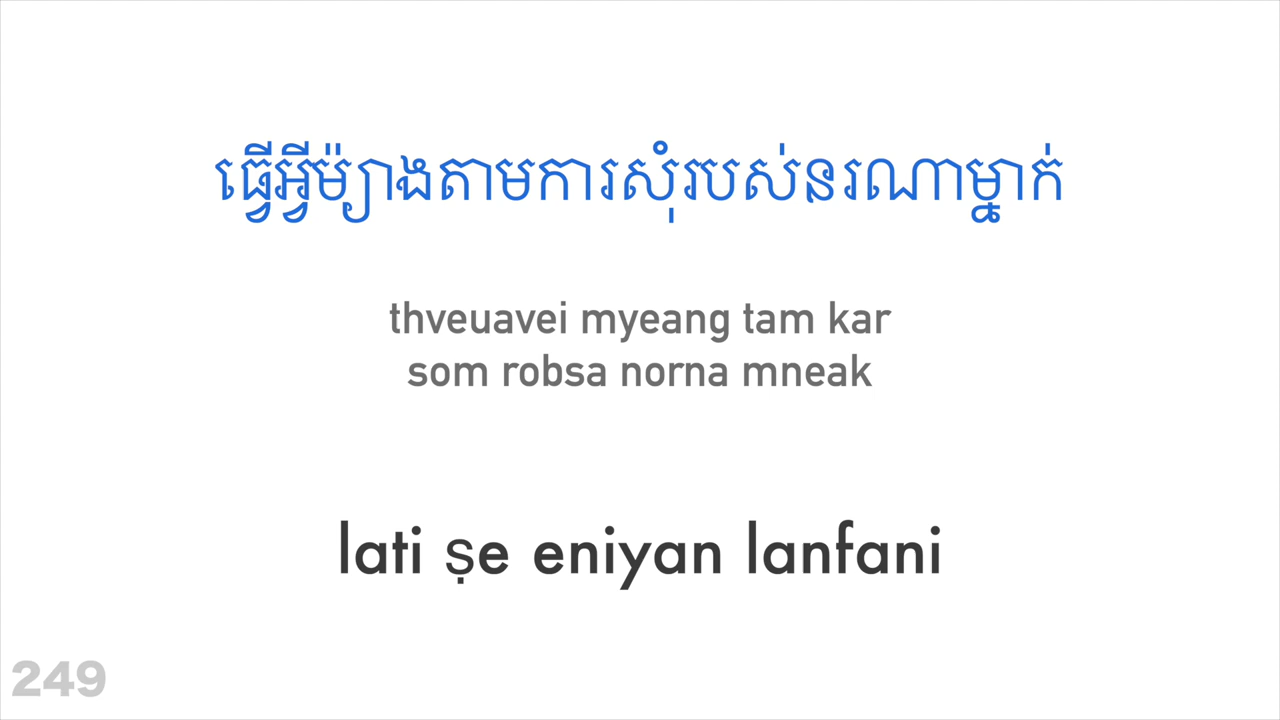 ធ្វើអ្វីម៉្យាងតាមការសុំរបស់នរណាម្នាក់
thveuavei myeang tam kar
som robsa norna mneak
lati ṣe eniyan lanfani
249